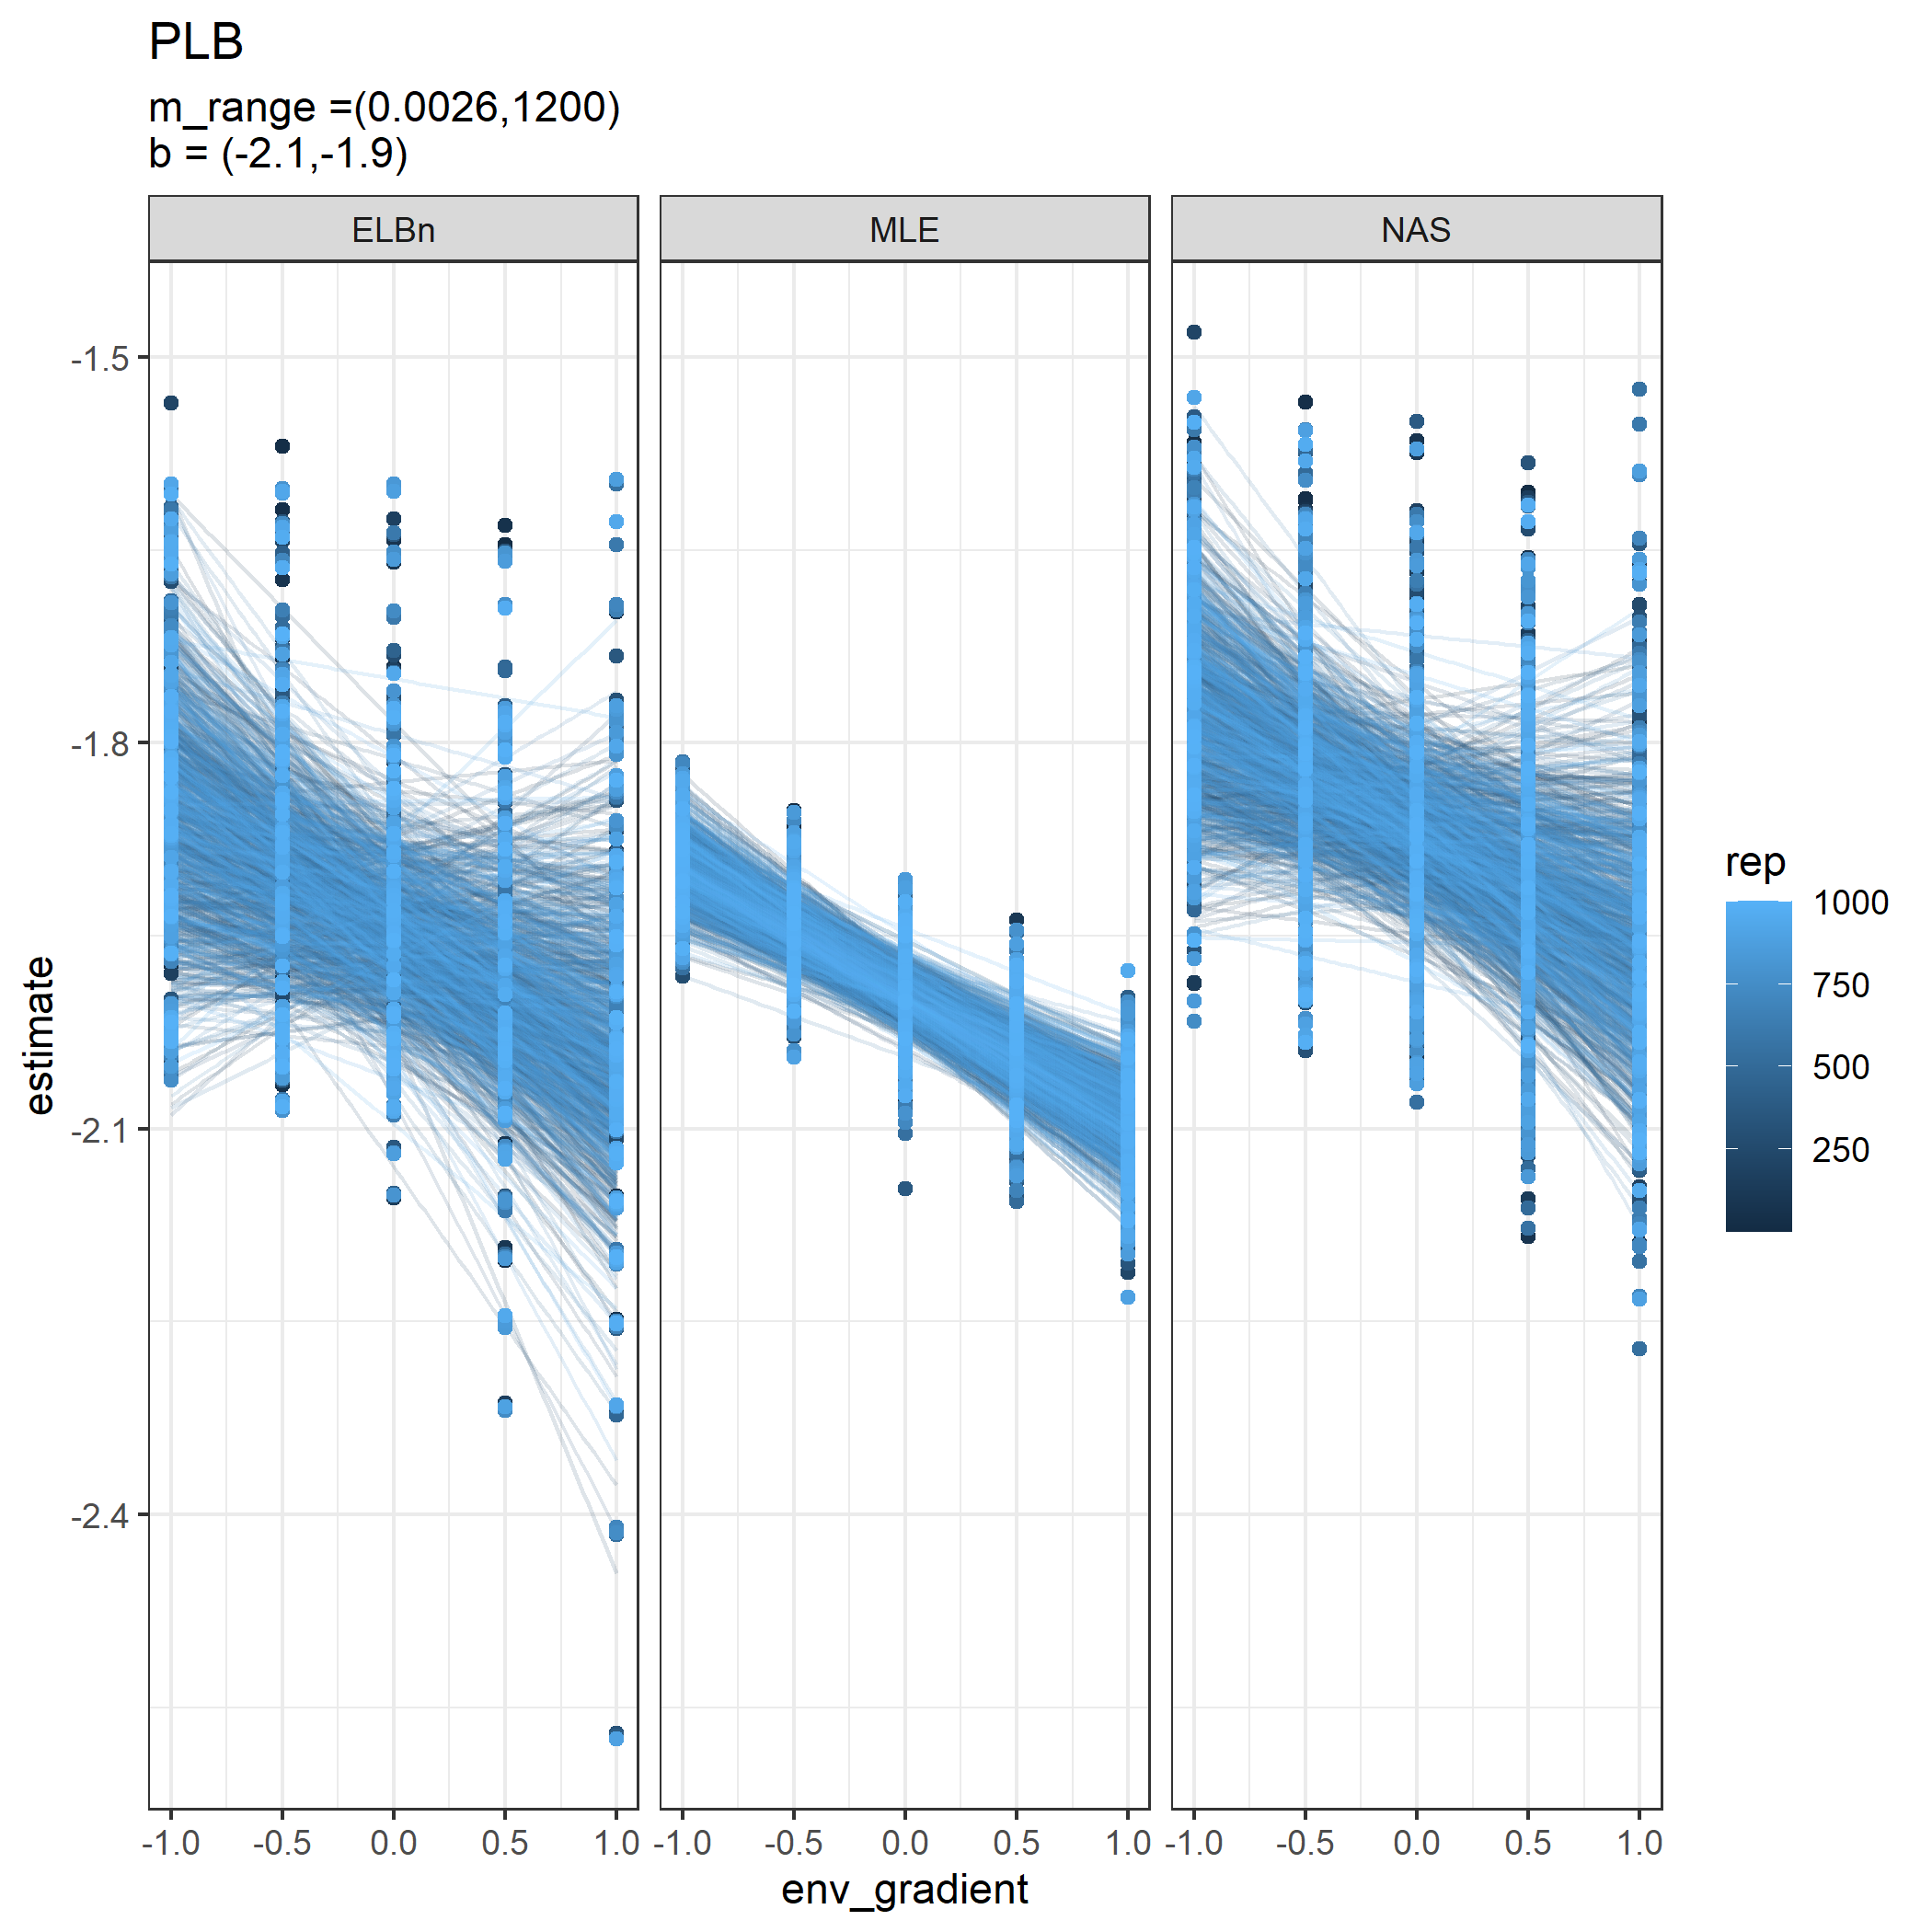 PLB
m_range =(0.0026,1200)
b = (-2.1,-1.9)
ELBn MLE NAS
-1.5
-1.8
-2.1
-2.4
estimate
-1.0 -0.5 0.0 0.5 1.0 -1.0 -0.5 0.0 0.5 1.0 -1.0 -0.5 0.0 0.5 1.0
env_gradient
rep
1000
750
500
250